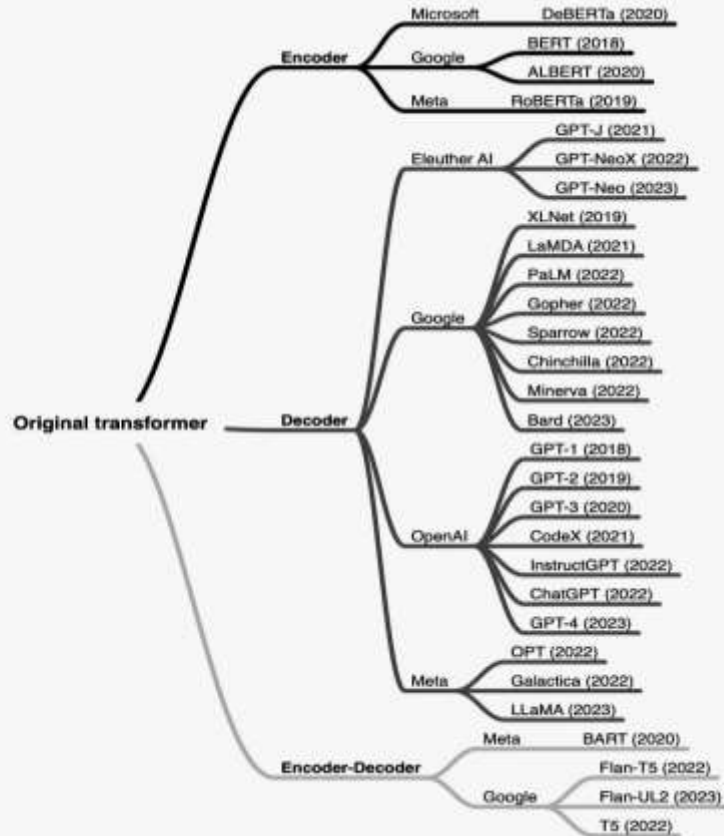 Original transformer
Encoder
Microsoft
DeBERTa (2020)
Google
BERT (2018)
ALBERT (2020)
Meta
RoBERTa (2019)
Decoder
Eleuther AI
GPT-J (2021)
GPT-NeoX (2022)
GPT-Neo (2023)
Google
XLNet (2019)
LaMDA (2021)
PaLM (2022)
Gopher (2022)
Sparrow (2022)
Chinchilla (2022)
Minerva (2022)
Bard (2023)
OpenAI
GPT-1 (2018)
GPT-2 (2019)
GPT-3 (2020)
CodeX (2021)
InstructGPT (2022)
ChatGPT (2022)
GPT-4 (2023)
Meta
OPT (2022)
Galactica (2022)
LLaMA (2023)
Encoder-Decoder
Meta
BART (2020)
Google
Flan-T5 (2022)
Flan-UL2 (2023)
T5 (2022)